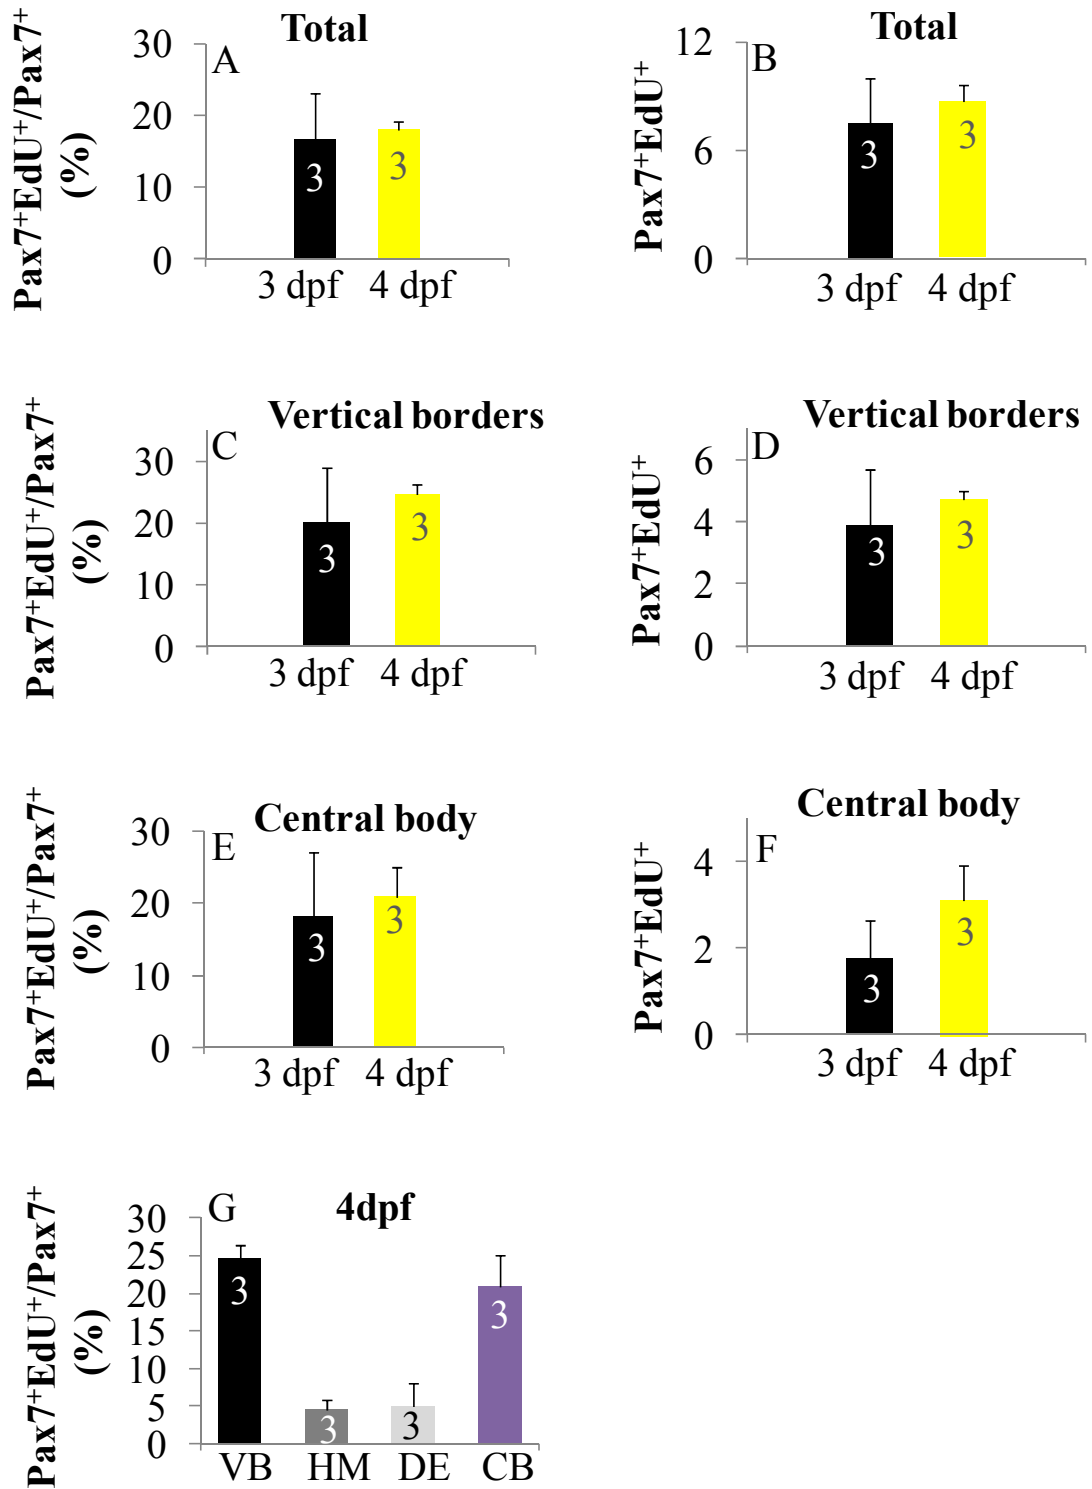 Total
A
Pax7⁺EdU⁺/Pax7⁺
(%)
30
20
10
0
3
3
3 dpf 4 dpf
Total
B
Pax7⁺EdU⁺
12
6
0
3
3
3 dpf 4 dpf
Vertical borders
C
Pax7⁺EdU⁺/Pax7⁺
(%)
30
20
10
0
3
3
3 dpf 4 dpf
Vertical borders
D
Pax7⁺EdU⁺
6
4
2
0
3
3
3 dpf 4 dpf
Central body
E
Pax7⁺EdU⁺/Pax7⁺
(%)
30
20
10
0
3
3
3 dpf 4 dpf
Central body
F
Pax7⁺EdU⁺
4
2
0
3
3
3 dpf 4 dpf
4dpf
G
Pax7⁺EdU⁺/Pax7⁺
(%)
30
25
20
15
10
5
0
3
3
3
3
VB HM DE CB